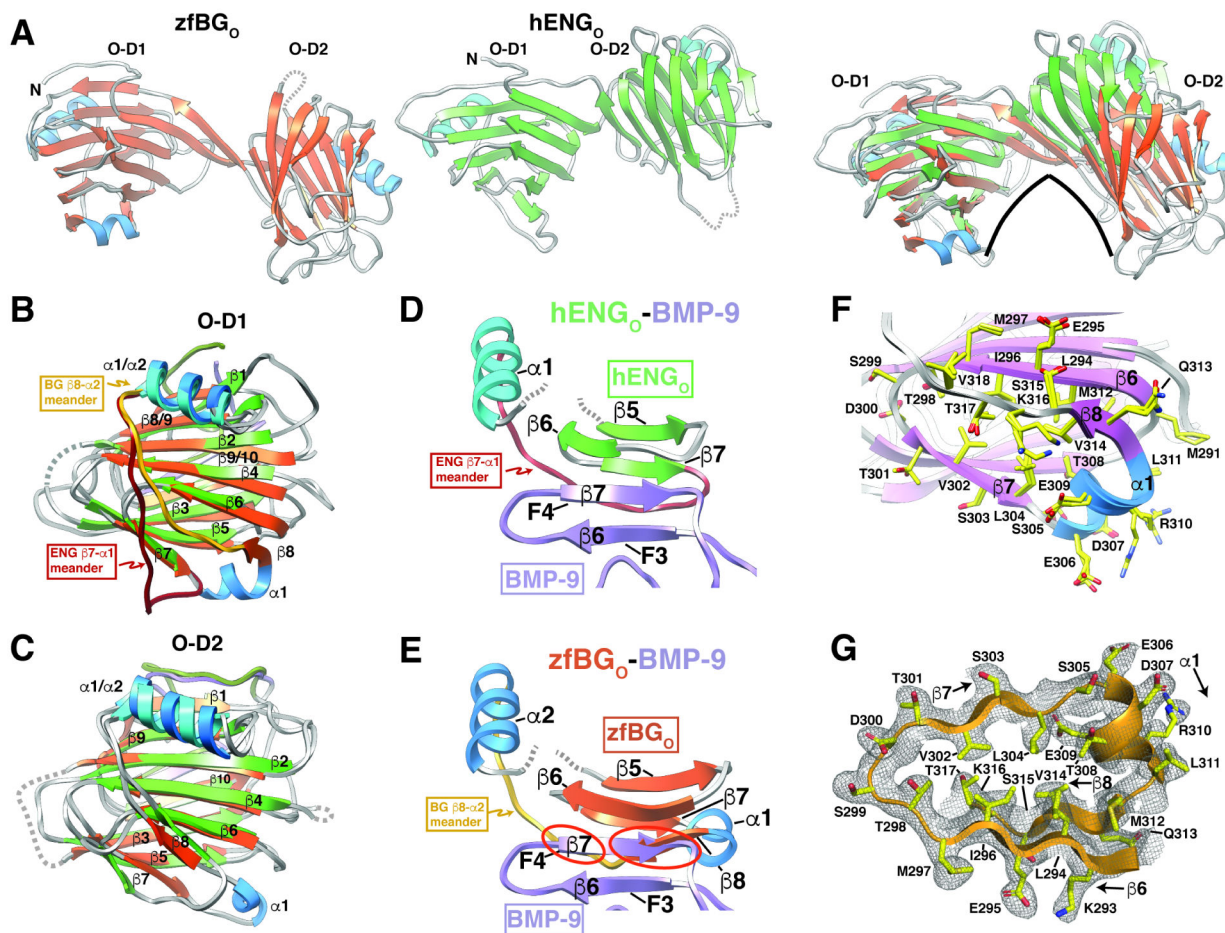 A
zfBGO
O-D1
O-D2
N
hENGO
O-D1
O-D2
N
O-D1
O-D2
B
O-D1
α1/α2
BG β8-α2
meander
β1
β8/9
β2
β9/10
β4
β3
β6
β5
β7
β8
ENG β7-α1
meander
α1
C
O-D2
α1/α2
β1
β9
β2
β10
β4
β6
β3
β8
β5
β7
α1
D
hENGO-BMP-9
α1
hENGO
β5
β6
β7
ENG β7-α1
meander
β7
F4
β6
F3
BMP-9
E
zfBGO-BMP-9
α2
zfBGO
β5
β6
β7
α1
BG β8-α2
meander
β7
F4
β8
β6
F3
BMP-9
F
M297
E295
S299
I296
L294
Q313
V318
S315
β6
T298
K316
M312
D300
T317
β8
V314
M291
T301
T308
L311
V302
β7
E309
α1
S303
L304
R310
S305
D307
E306
G
E306
S303
S305
D307
α1
T301
β7
R310
D300
V302
L304
E309
L311
T317
K316
S315
V314
T308
β8
S299
T298
M312
Q313
M297
I296
L294
β6
E295
K293